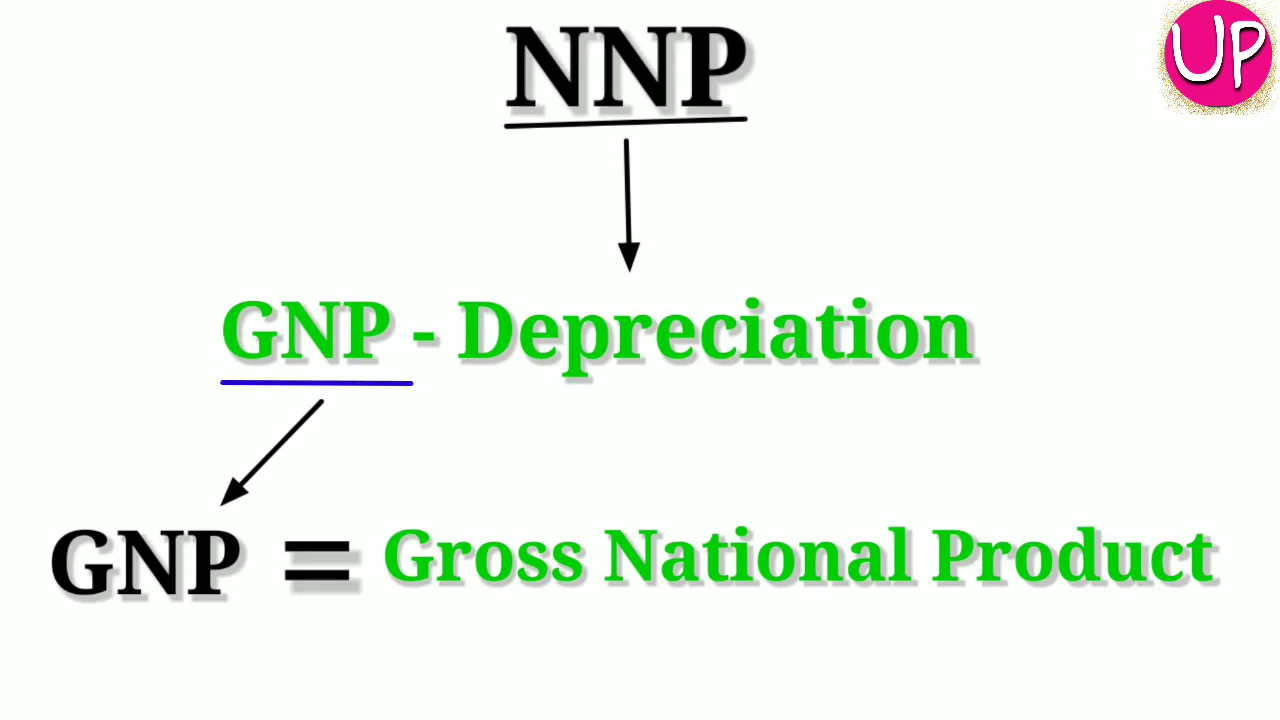 UP
NNP
GNP - Depreciation
GNP = Gross National Product